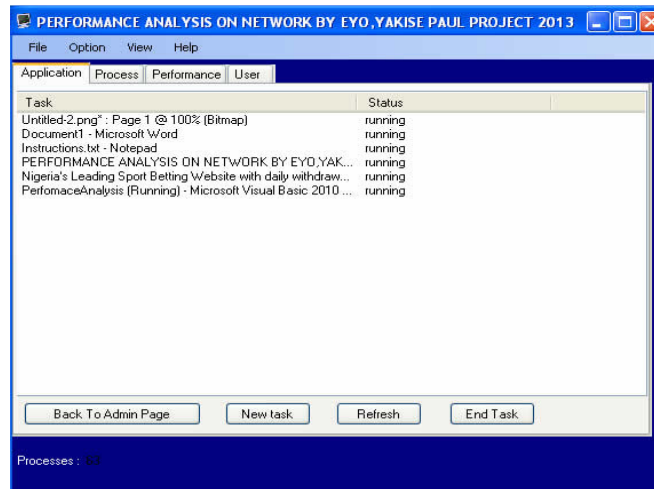 PERFORMANCE ANALYSIS ON NETWORK BY EYO,YAKISE PAUL PROJECT 2013
File Option View Help
Application Process Performance User
Task Status
Untitled-2.png* : Page 1 @ 100% (Bitmap) running
Document1 - Microsoft Word running
Instructions.txt - Notepad running
PERFORMANCE ANALYSIS ON NETWORK BY EYO,YAK... running
Nigeria's Leading Sport Betting Website with daily withdraw... running
PerfomaceAnalysis (Running) - Microsoft Visual Basic 2010 ... running
Back To Admin Page New task Refresh End Task
Processes :